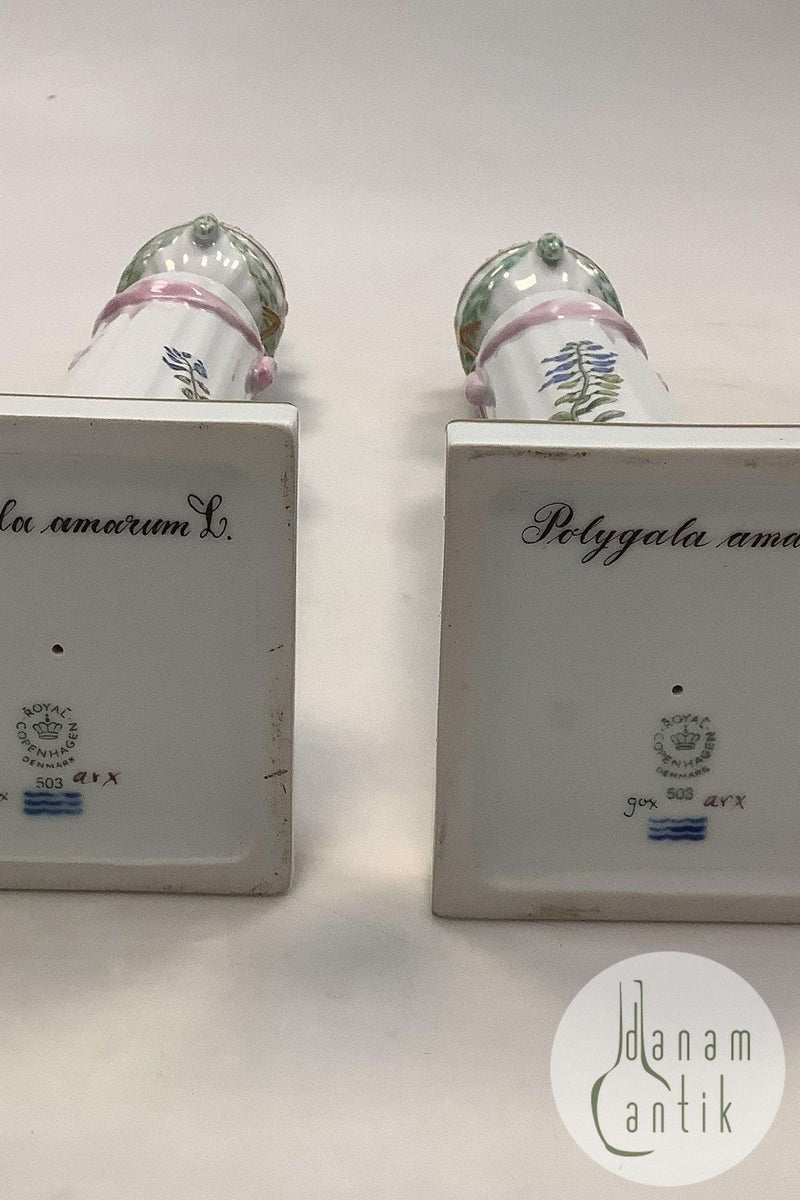 la amarum L.
ROYAL
COPENHAGEN
DENMARK
503 arx
x
Polygala ama
ROYAL
COPENHAGEN
DENMARK
gox 503 arx
danam
antik